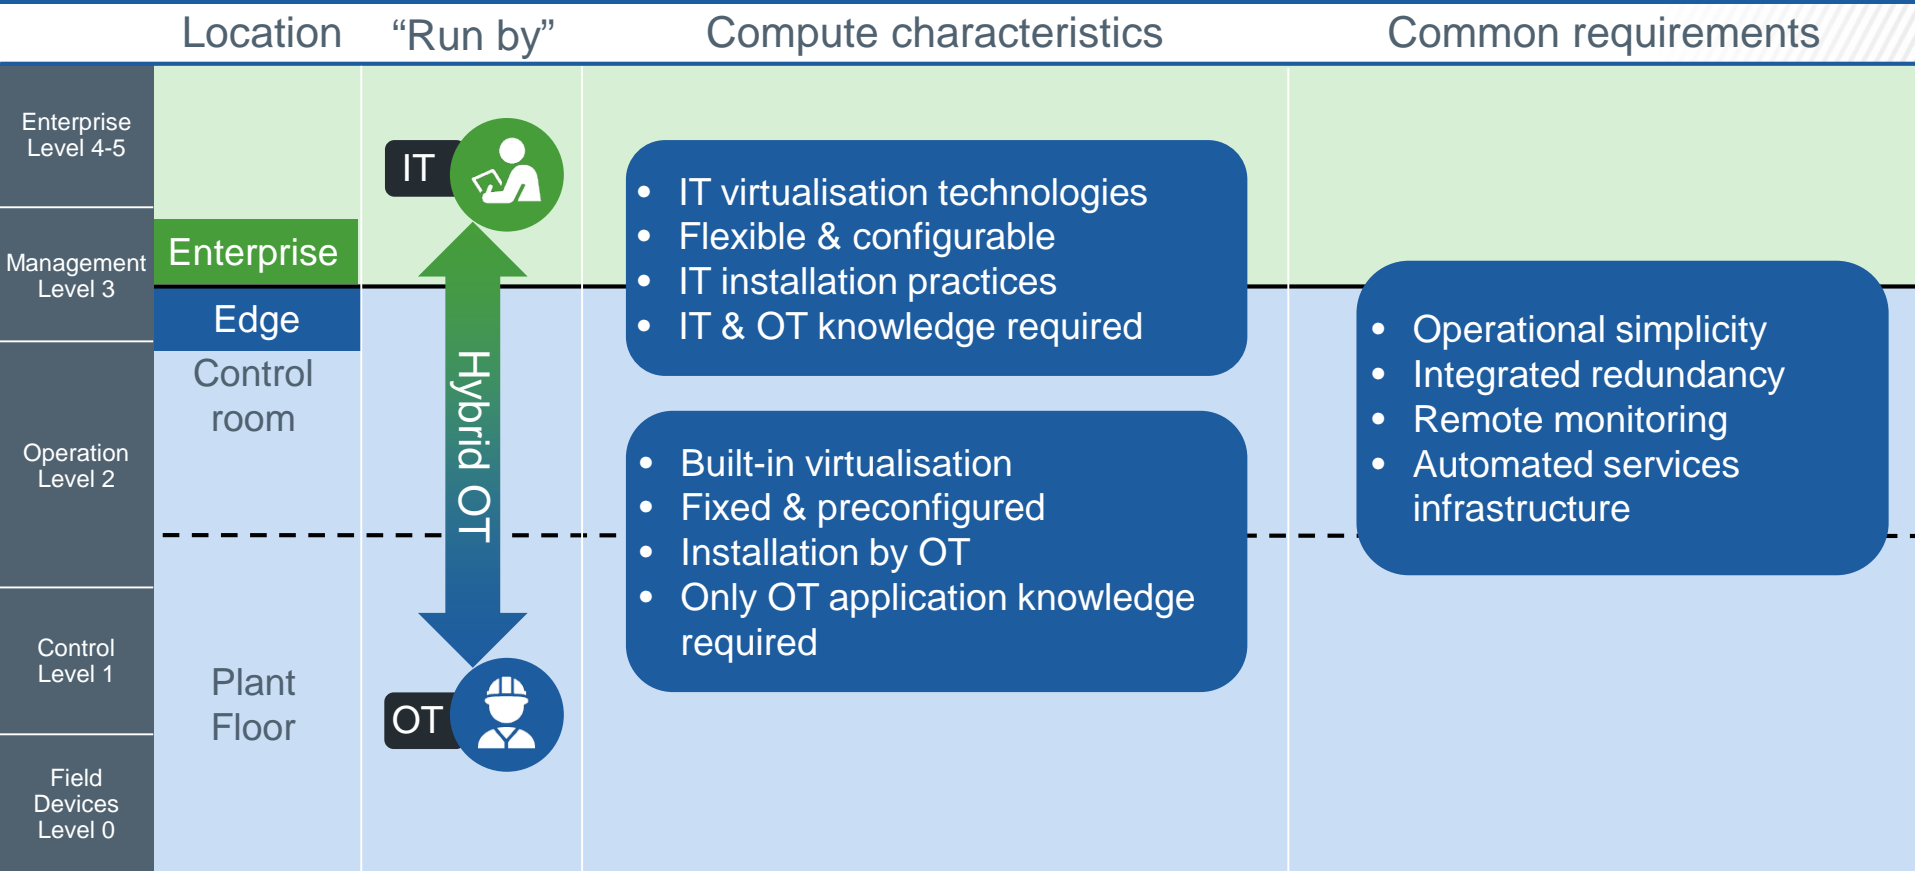 Location
“Run by”
Compute characteristics
Common requirements
Enterprise
Level 4-5
Management
Level 3
Operation
Level 2
Control
Level 1
Field
Devices
Level 0
Enterprise
Edge
Control
room
Plant
Floor
IT
Hybrid OT
OT
• IT virtualisation technologies
• Flexible & configurable
• IT installation practices
• IT & OT knowledge required
• Built-in virtualisation
• Fixed & preconfigured
• Installation by OT
• Only OT application knowledge
required
• Operational simplicity
• Integrated redundancy
• Remote monitoring
• Automated services
infrastructure